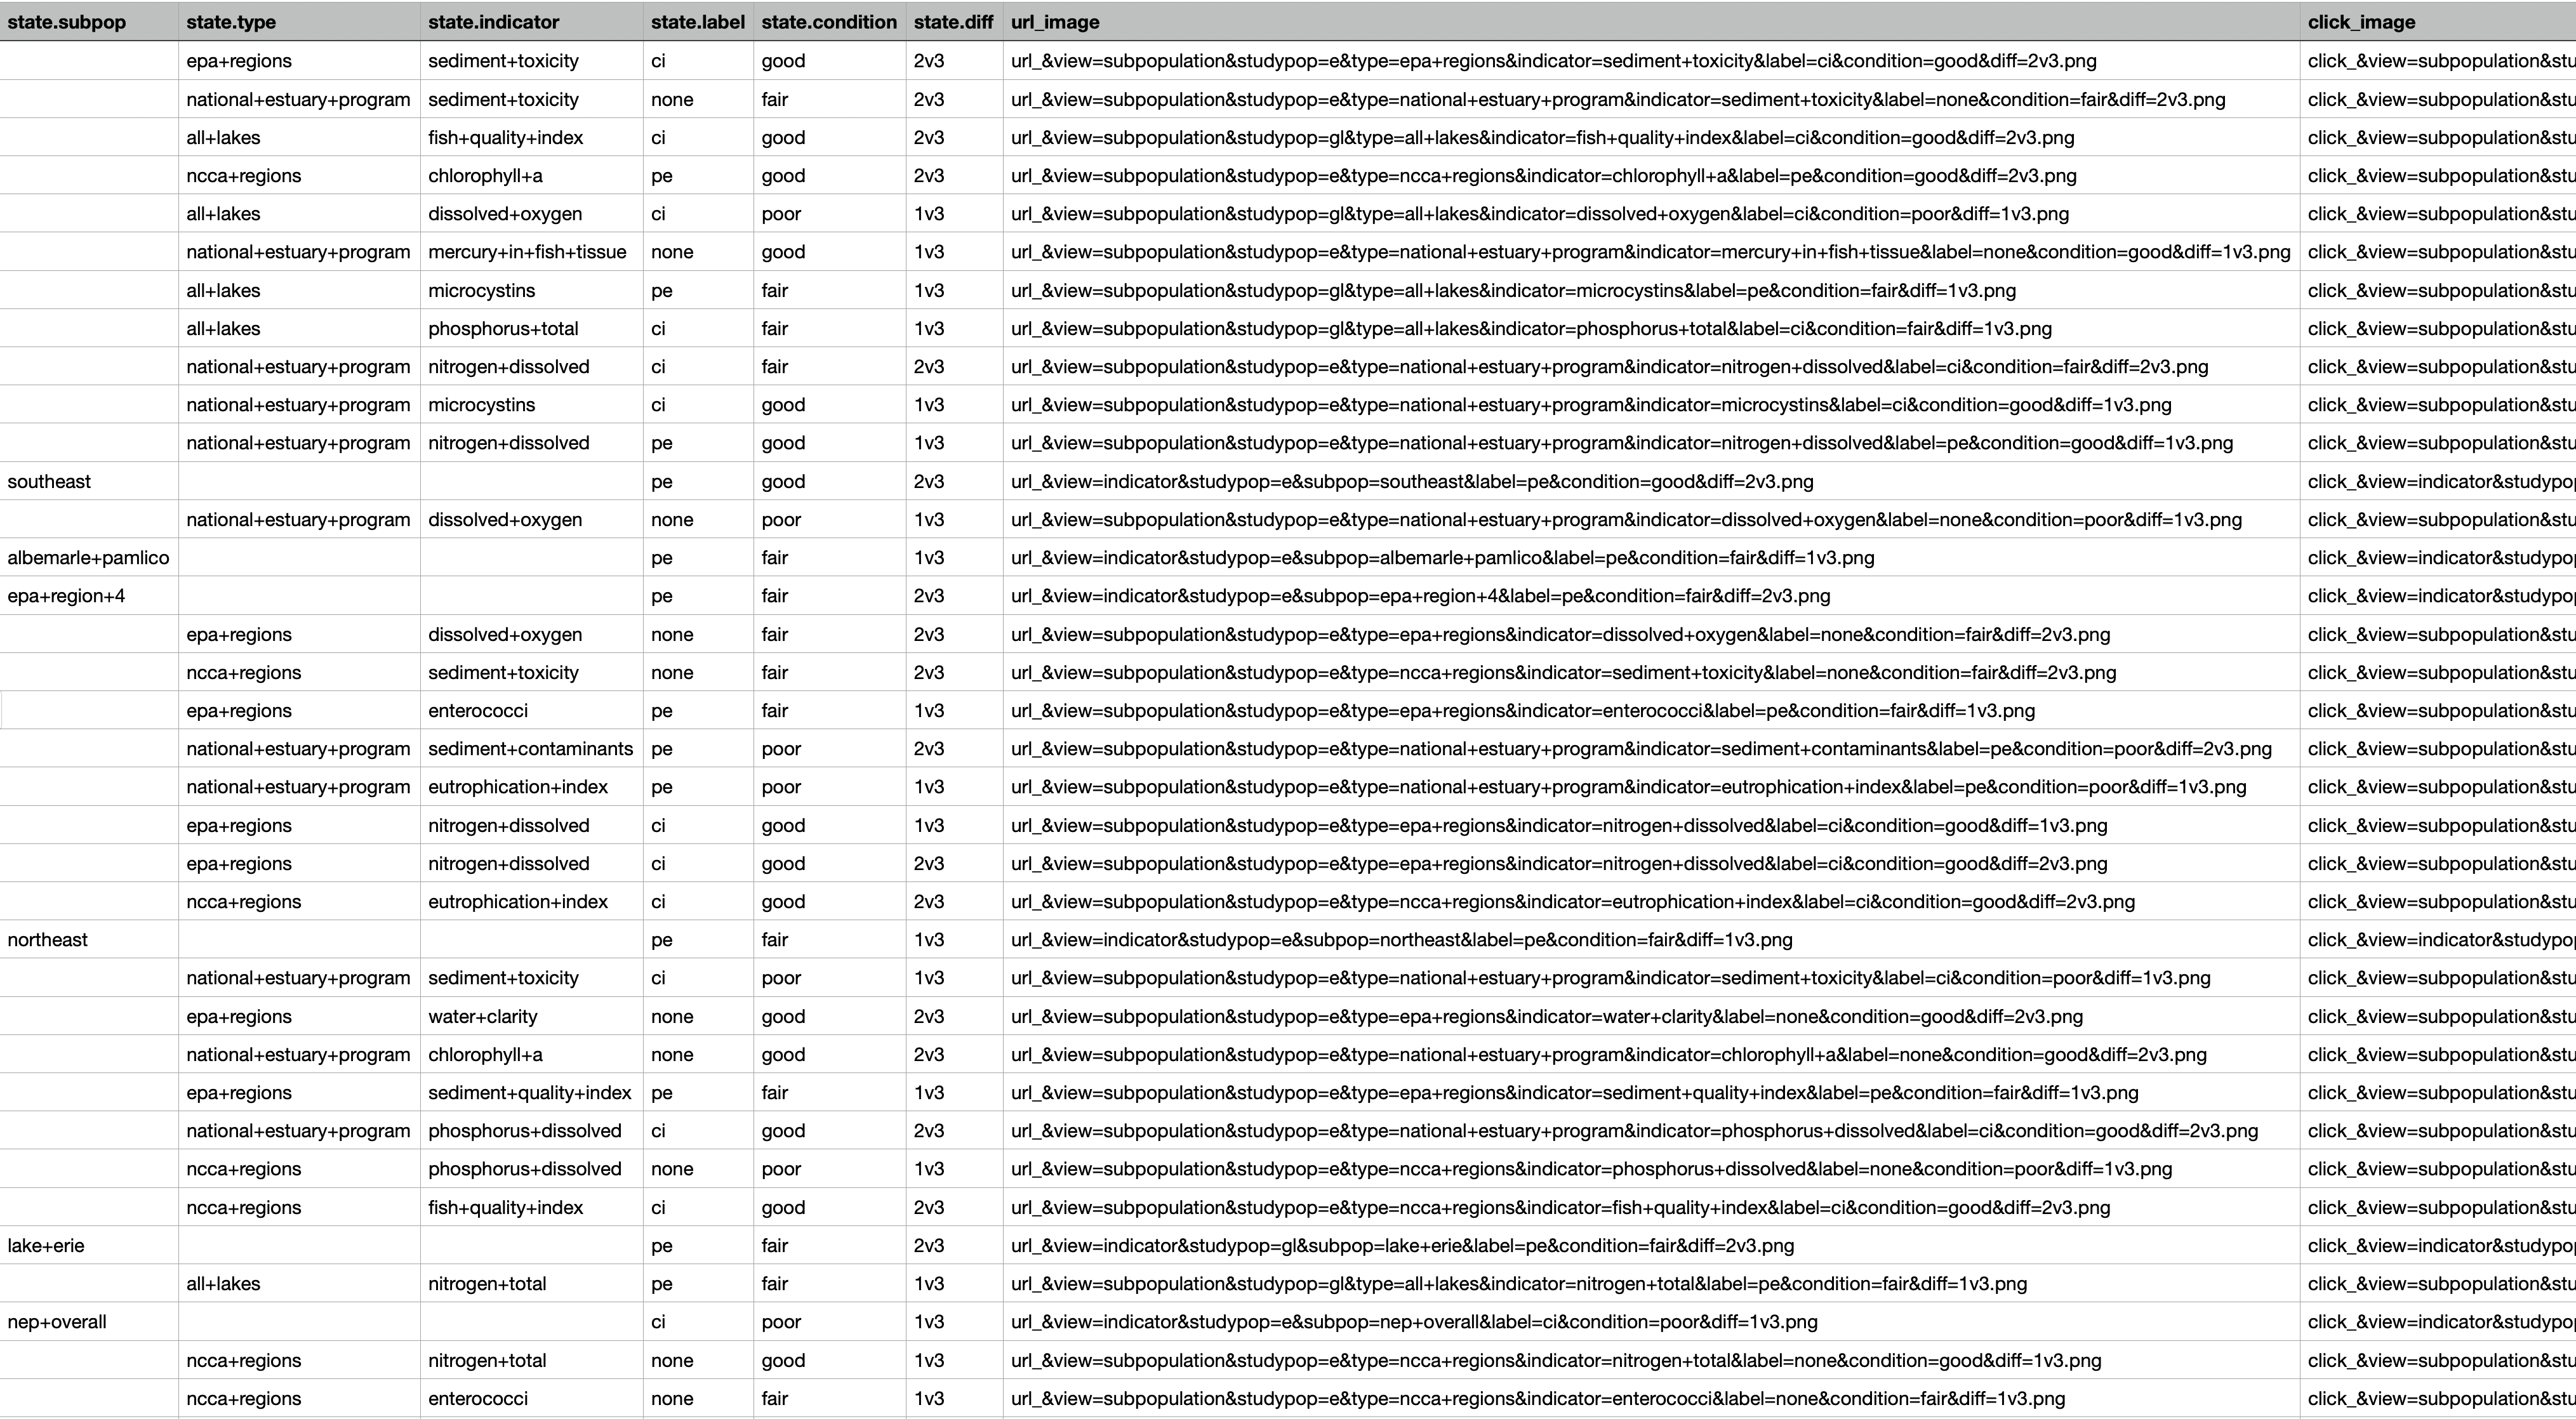 state.subpop state.type state.indicator state.label state.condition state.diff url_image click_image
epa+regions sediment+toxicity ci good 2v3 url_&view=subpopulation&studypop=e&type=epa+regions&indicator=sediment+toxicity&label=ci&condition=good&diff=2v3.png click_&view=subpopulation&stu
national+estuary+program sediment+toxicity none fair 2v3 url_&view=subpopulation&studypop=e&type=national+estuary+program&indicator=sediment+toxicity&label=none&condition=fair&diff=2v3.png click_&view=subpopulation&stu
all+lakes fish+quality+index ci good 2v3 url_&view=subpopulation&studypop=gl&type=all+lakes&indicator=fish+quality+index&label=ci&condition=good&diff=2v3.png click_&view=subpopulation&stu
ncca+regions chlorophyll+a pe good 2v3 url_&view=subpopulation&studypop=e&type=ncca+regions&indicator=chlorophyll+a&label=pe&condition=good&diff=2v3.png click_&view=subpopulation&stu
all+lakes dissolved+oxygen ci poor 1v3 url_&view=subpopulation&studypop=gl&type=all+lakes&indicator=dissolved+oxygen&label=ci&condition=poor&diff=1v3.png click_&view=subpopulation&stu
national+estuary+program mercury+in+fish+tissue none good 1v3 url_&view=subpopulation&studypop=e&type=national+estuary+program&indicator=mercury+in+fish+tissue&label=none&condition=good&diff=1v3.png click_&view=subpopulation&stu
all+lakes microcystins pe fair 1v3 url_&view=subpopulation&studypop=gl&type=all+lakes&indicator=microcystins&label=pe&condition=fair&diff=1v3.png click_&view=subpopulation&stu
all+lakes phosphorus+total ci fair 1v3 url_&view=subpopulation&studypop=gl&type=all+lakes&indicator=phosphorus+total&label=ci&condition=fair&diff=1v3.png click_&view=subpopulation&stu
national+estuary+program nitrogen+dissolved ci fair 2v3 url_&view=subpopulation&studypop=e&type=national+estuary+program&indicator=nitrogen+dissolved&label=ci&condition=fair&diff=2v3.png click_&view=subpopulation&stu
national+estuary+program microcystins ci good 1v3 url_&view=subpopulation&studypop=e&type=national+estuary+program&indicator=microcystins&label=ci&condition=good&diff=1v3.png click_&view=subpopulation&stu
national+estuary+program nitrogen+dissolved pe good 1v3 url_&view=subpopulation&studypop=e&type=national+estuary+program&indicator=nitrogen+dissolved&label=pe&condition=good&diff=1v3.png click_&view=subpopulation&stu
southeast pe good 2v3 url_&view=indicator&studypop=e&subpop=southeast&label=pe&condition=good&diff=2v3.png click_&view=indicator&studypop
national+estuary+program dissolved+oxygen none poor 1v3 url_&view=subpopulation&studypop=e&type=national+estuary+program&indicator=dissolved+oxygen&label=none&condition=poor&diff=1v3.png click_&view=subpopulation&stu
albemarle+pamlico pe fair 1v3 url_&view=indicator&studypop=e&subpop=albemarle+pamlico&label=pe&condition=fair&diff=1v3.png click_&view=indicator&studypop
epa+region+4 pe fair 2v3 url_&view=indicator&studypop=e&subpop=epa+region+4&label=pe&condition=fair&diff=2v3.png click_&view=indicator&studypop
epa+regions dissolved+oxygen none fair 2v3 url_&view=subpopulation&studypop=e&type=epa+regions&indicator=dissolved+oxygen&label=none&condition=fair&diff=2v3.png click_&view=subpopulation&stu
ncca+regions sediment+toxicity none fair 2v3 url_&view=subpopulation&studypop=e&type=ncca+regions&indicator=sediment+toxicity&label=none&condition=fair&diff=2v3.png click_&view=subpopulation&stu
epa+regions enterococci pe fair 1v3 url_&view=subpopulation&studypop=e&type=epa+regions&indicator=enterococci&label=pe&condition=fair&diff=1v3.png click_&view=subpopulation&stu
national+estuary+program sediment+contaminants pe poor 2v3 url_&view=subpopulation&studypop=e&type=national+estuary+program&indicator=sediment+contaminants&label=pe&condition=poor&diff=2v3.png click_&view=subpopulation&stu
national+estuary+program eutrophication+index pe poor 1v3 url_&view=subpopulation&studypop=e&type=national+estuary+program&indicator=eutrophication+index&label=pe&condition=poor&diff=1v3.png click_&view=subpopulation&stu
epa+regions nitrogen+dissolved ci good 1v3 url_&view=subpopulation&studypop=e&type=epa+regions&indicator=nitrogen+dissolved&label=ci&condition=good&diff=1v3.png click_&view=subpopulation&stu
epa+regions nitrogen+dissolved ci good 2v3 url_&view=subpopulation&studypop=e&type=epa+regions&indicator=nitrogen+dissolved&label=ci&condition=good&diff=2v3.png click_&view=subpopulation&stu
ncca+regions eutrophication+index ci good 2v3 url_&view=subpopulation&studypop=e&type=ncca+regions&indicator=eutrophication+index&label=ci&condition=good&diff=2v3.png click_&view=subpopulation&stu
northeast pe fair 1v3 url_&view=indicator&studypop=e&subpop=northeast&label=pe&condition=fair&diff=1v3.png click_&view=indicator&studypop
national+estuary+program sediment+toxicity ci poor 1v3 url_&view=subpopulation&studypop=e&type=national+estuary+program&indicator=sediment+toxicity&label=ci&condition=poor&diff=1v3.png click_&view=subpopulation&stu
epa+regions water+clarity none good 2v3 url_&view=subpopulation&studypop=e&type=epa+regions&indicator=water+clarity&label=none&condition=good&diff=2v3.png click_&view=subpopulation&stu
national+estuary+program chlorophyll+a none good 2v3 url_&view=subpopulation&studypop=e&type=national+estuary+program&indicator=chlorophyll+a&label=none&condition=good&diff=2v3.png click_&view=subpopulation&stu
epa+regions sediment+quality+index pe fair 1v3 url_&view=subpopulation&studypop=e&type=epa+regions&indicator=sediment+quality+index&label=pe&condition=fair&diff=1v3.png click_&view=subpopulation&stu
national+estuary+program phosphorus+dissolved ci good 2v3 url_&view=subpopulation&studypop=e&type=national+estuary+program&indicator=phosphorus+dissolved&label=ci&condition=good&diff=2v3.png click_&view=subpopulation&stu
ncca+regions phosphorus+dissolved none poor 1v3 url_&view=subpopulation&studypop=e&type=ncca+regions&indicator=phosphorus+dissolved&label=none&condition=poor&diff=1v3.png click_&view=subpopulation&stu
ncca+regions fish+quality+index ci good 2v3 url_&view=subpopulation&studypop=e&type=ncca+regions&indicator=fish+quality+index&label=ci&condition=good&diff=2v3.png click_&view=subpopulation&stu
lake+erie pe fair 2v3 url_&view=indicator&studypop=gl&subpop=lake+erie&label=pe&condition=fair&diff=2v3.png click_&view=indicator&studypop
all+lakes nitrogen+total pe fair 1v3 url_&view=subpopulation&studypop=gl&type=all+lakes&indicator=nitrogen+total&label=pe&condition=fair&diff=1v3.png click_&view=subpopulation&stu
nep+overall ci poor 1v3 url_&view=indicator&studypop=e&subpop=nep+overall&label=ci&condition=poor&diff=1v3.png click_&view=indicator&studypop
ncca+regions nitrogen+total none good 1v3 url_&view=subpopulation&studypop=e&type=ncca+regions&indicator=nitrogen+total&label=none&condition=good&diff=1v3.png click_&view=subpopulation&stu
ncca+regions enterococci none fair 1v3 url_&view=subpopulation&studypop=e&type=ncca+regions&indicator=enterococci&label=none&condition=fair&diff=1v3.png click_&view=subpopulation&stu